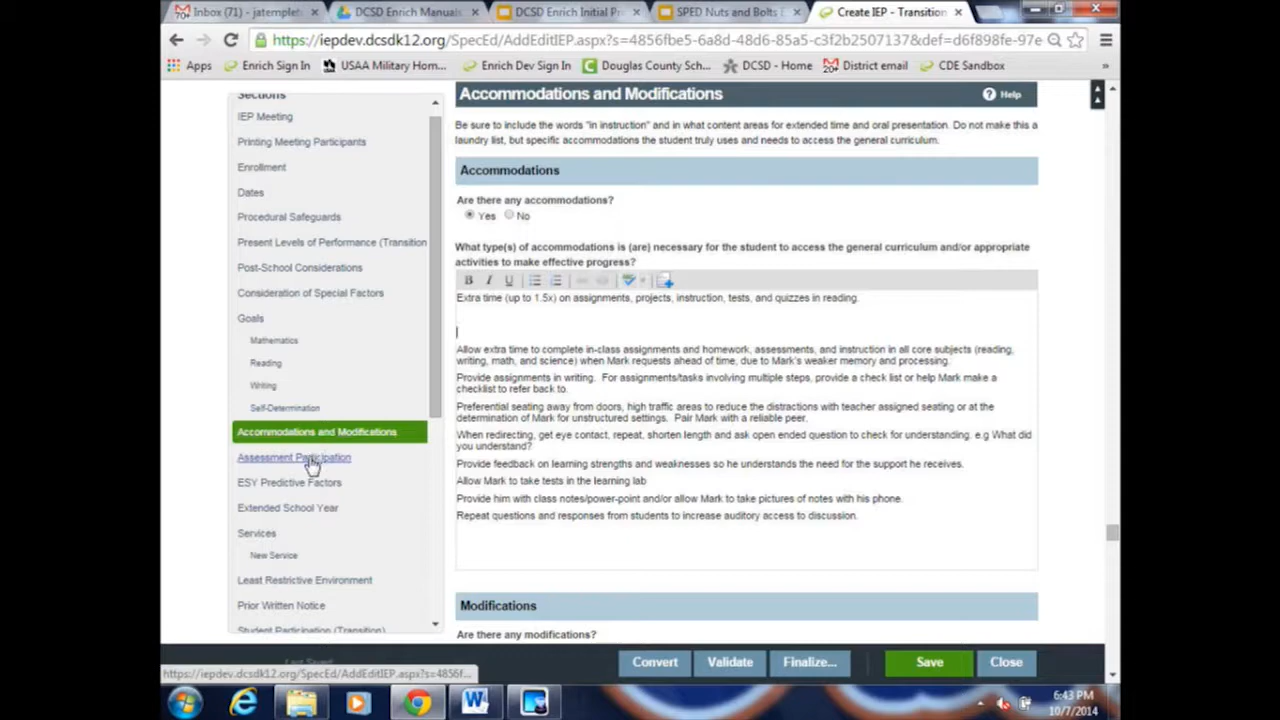 Inbox (71) - jatemplet
DCSD Enrich Manuals
DCSD Enrich Initial Pr
SPED Nuts and Bolts
Create IEP - Transition
https://iepdev.dcsdk12.org/SpecEd/AddEditIEP.aspx?s=4856fbe5-6a8d-48d6-85a5-c3f2b2507137&def=d6f898fe-97e
Apps
Enrich Sign In
USAA Military Hom...
Enrich Dev Sign In
Douglas County Sch...
DCSD - Home
District email
CDE Sandbox
»
Sections
IEP Meeting
Printing Meeting Participants
Enrollment
Dates
Procedural Safeguards
Present Levels of Performance (Transition
Post-School Considerations
Consideration of Special Factors
Goals
Mathematics
Reading
Writing
Self-Determination
Accommodations and Modifications
Assessment Participation
ESY Predictive Factors
Extended School Year
Services
New Service
Least Restrictive Environment
Prior Written Notice
Student Participation (Transition)
Accommodations and Modifications
Help
Be sure to include the words "in instruction" and in what content areas for extended time and oral presentation. Do not make this a
laundry list, but specific accommodations the student truly uses and needs to access the general curriculum.
Accommodations
Are there any accommodations?
Yes No
What type(s) of accommodations is (are) necessary for the student to access the general curriculum and/or appropriate
activities to make effective progress?
B I U
Extra time (up to 1.5x) on assignments, projects, instruction, tests, and quizzes in reading.
Allow extra time to complete in-class assignments and homework, assessments, and instruction in all core subjects (reading,
writing, math, and science) when Mark requests ahead of time, due to Mark's weaker memory and processing.
Provide assignments in writing. For assignments/tasks involving multiple steps, provide a check list or help Mark make a
checklist to refer back to.
Preferential seating away from doors, high traffic areas to reduce the distractions with teacher assigned seating or at the
determination of Mark for unstructured settings. Pair Mark with a reliable peer.
When redirecting, get eye contact, repeat, shorten length and ask open ended question to check for understanding. e.g What did
you understand?
Provide feedback on learning strengths and weaknesses so he understands the need for the support he receives.
Allow Mark to take tests in the learning lab
Provide him with class notes/power-point and/or allow Mark to take pictures of notes with his phone.
Repeat questions and responses from students to increase auditory access to discussion.
Modifications
Are there any modifications?
Last Saved
Convert
Validate
Finalize...
Save
Close
https://iepdev.dcsdk12.org/SpecEd/AddEditIEP.aspx?s=4856f...
6:43 PM
10/7/2014